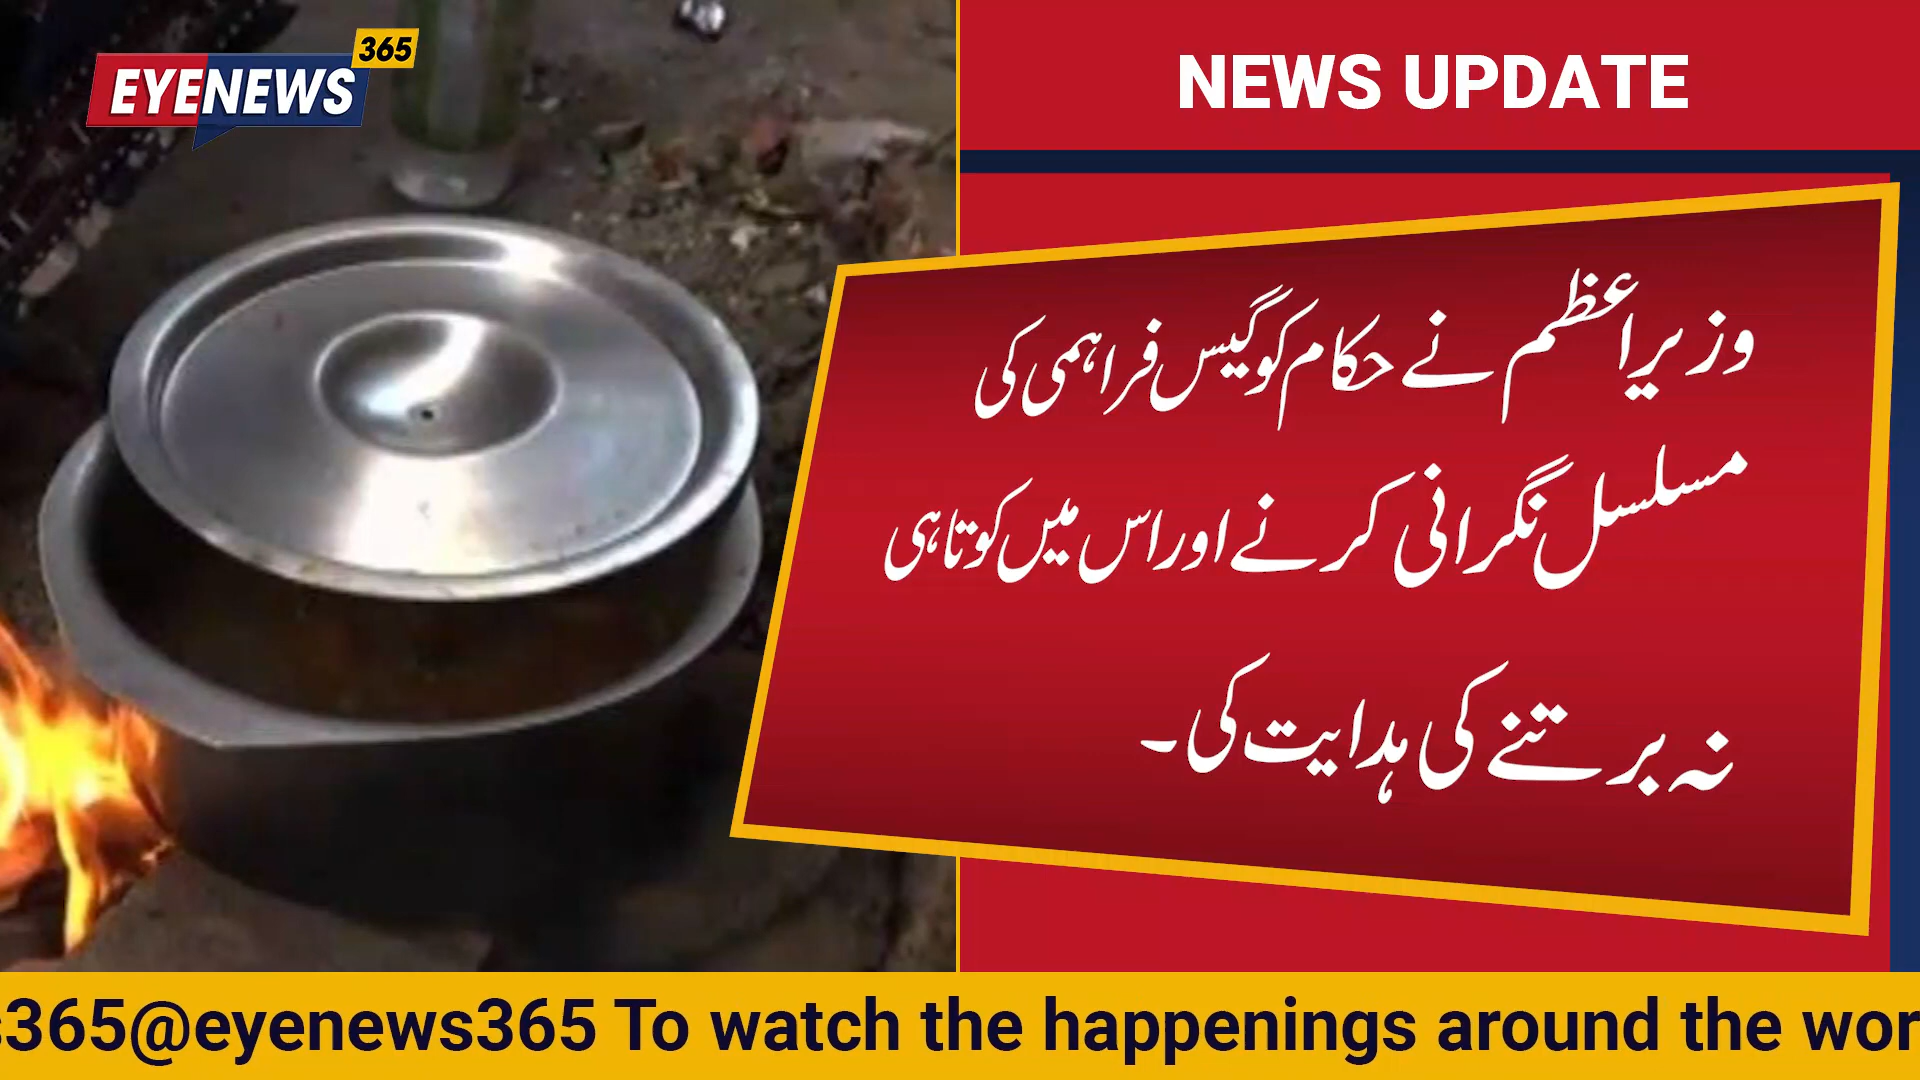 EYENEWS 365
NEWS UPDATE
وزیراعظم نے حکام کو گیس فراہمی کی
مسلسل نگرانی کرنے اور اس میں کوتاہی
نہ برتنے کی ہدایت کی۔
s365@eyenews365 To watch the happenings around the wor